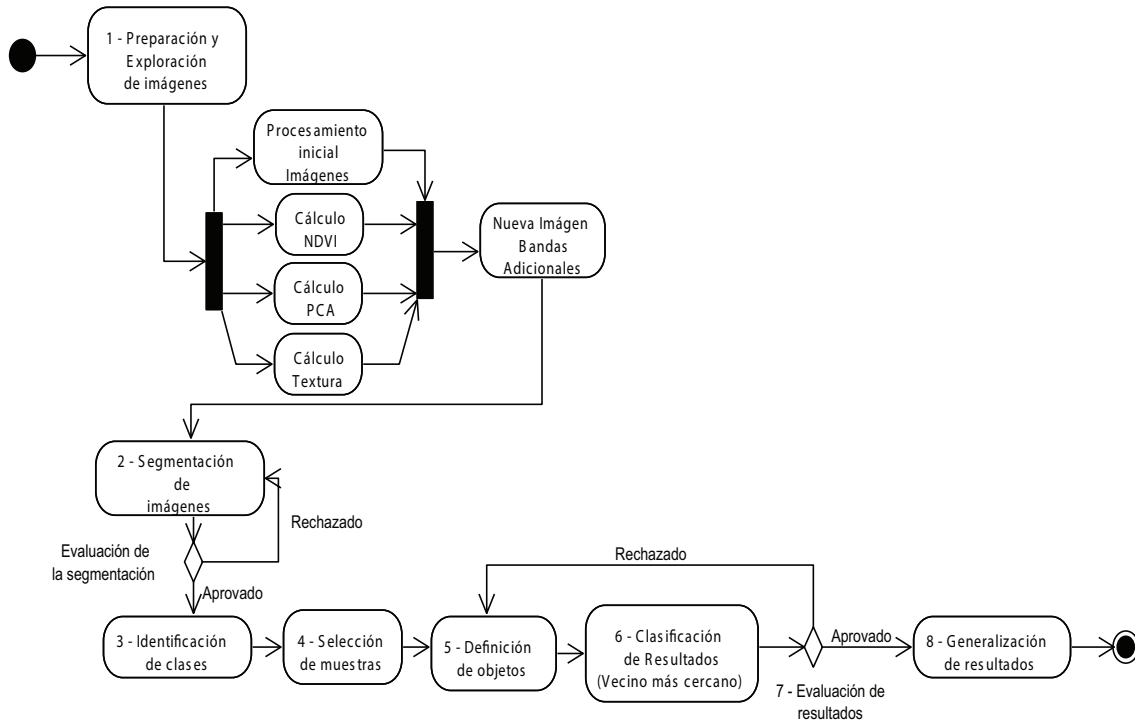 1 - Preparación y
Exploración
de imágenes
Procesamiento
inicial
Imágenes
Cálculo
NDVI
Cálculo
PCA
Cálculo
Textura
Nueva Imágen
Bandas
Adicionales
2 - Segmentación
de
imágenes
Rechazado
Evaluación de
la segmentación
Aprovado
3 - Identificación
de clases
4 - Selección
de muestras
5 - Definición
de objetos
6 - Clasificación
de Resultados
(Vecino más cercano)
Rechazado
Aprovado
7 - Evaluación de
resultados
8 - Generalización
de resultados